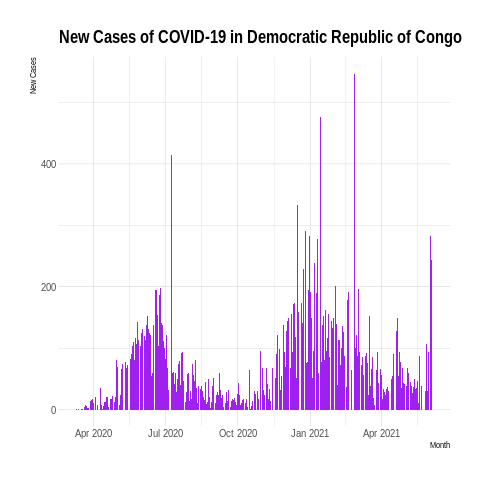 New Cases of COVID-19 in Democratic Republic of Congo
New Cases
400
200
0
Apr 2020 Jul 2020 Oct 2020 Jan 2021 Apr 2021
Month